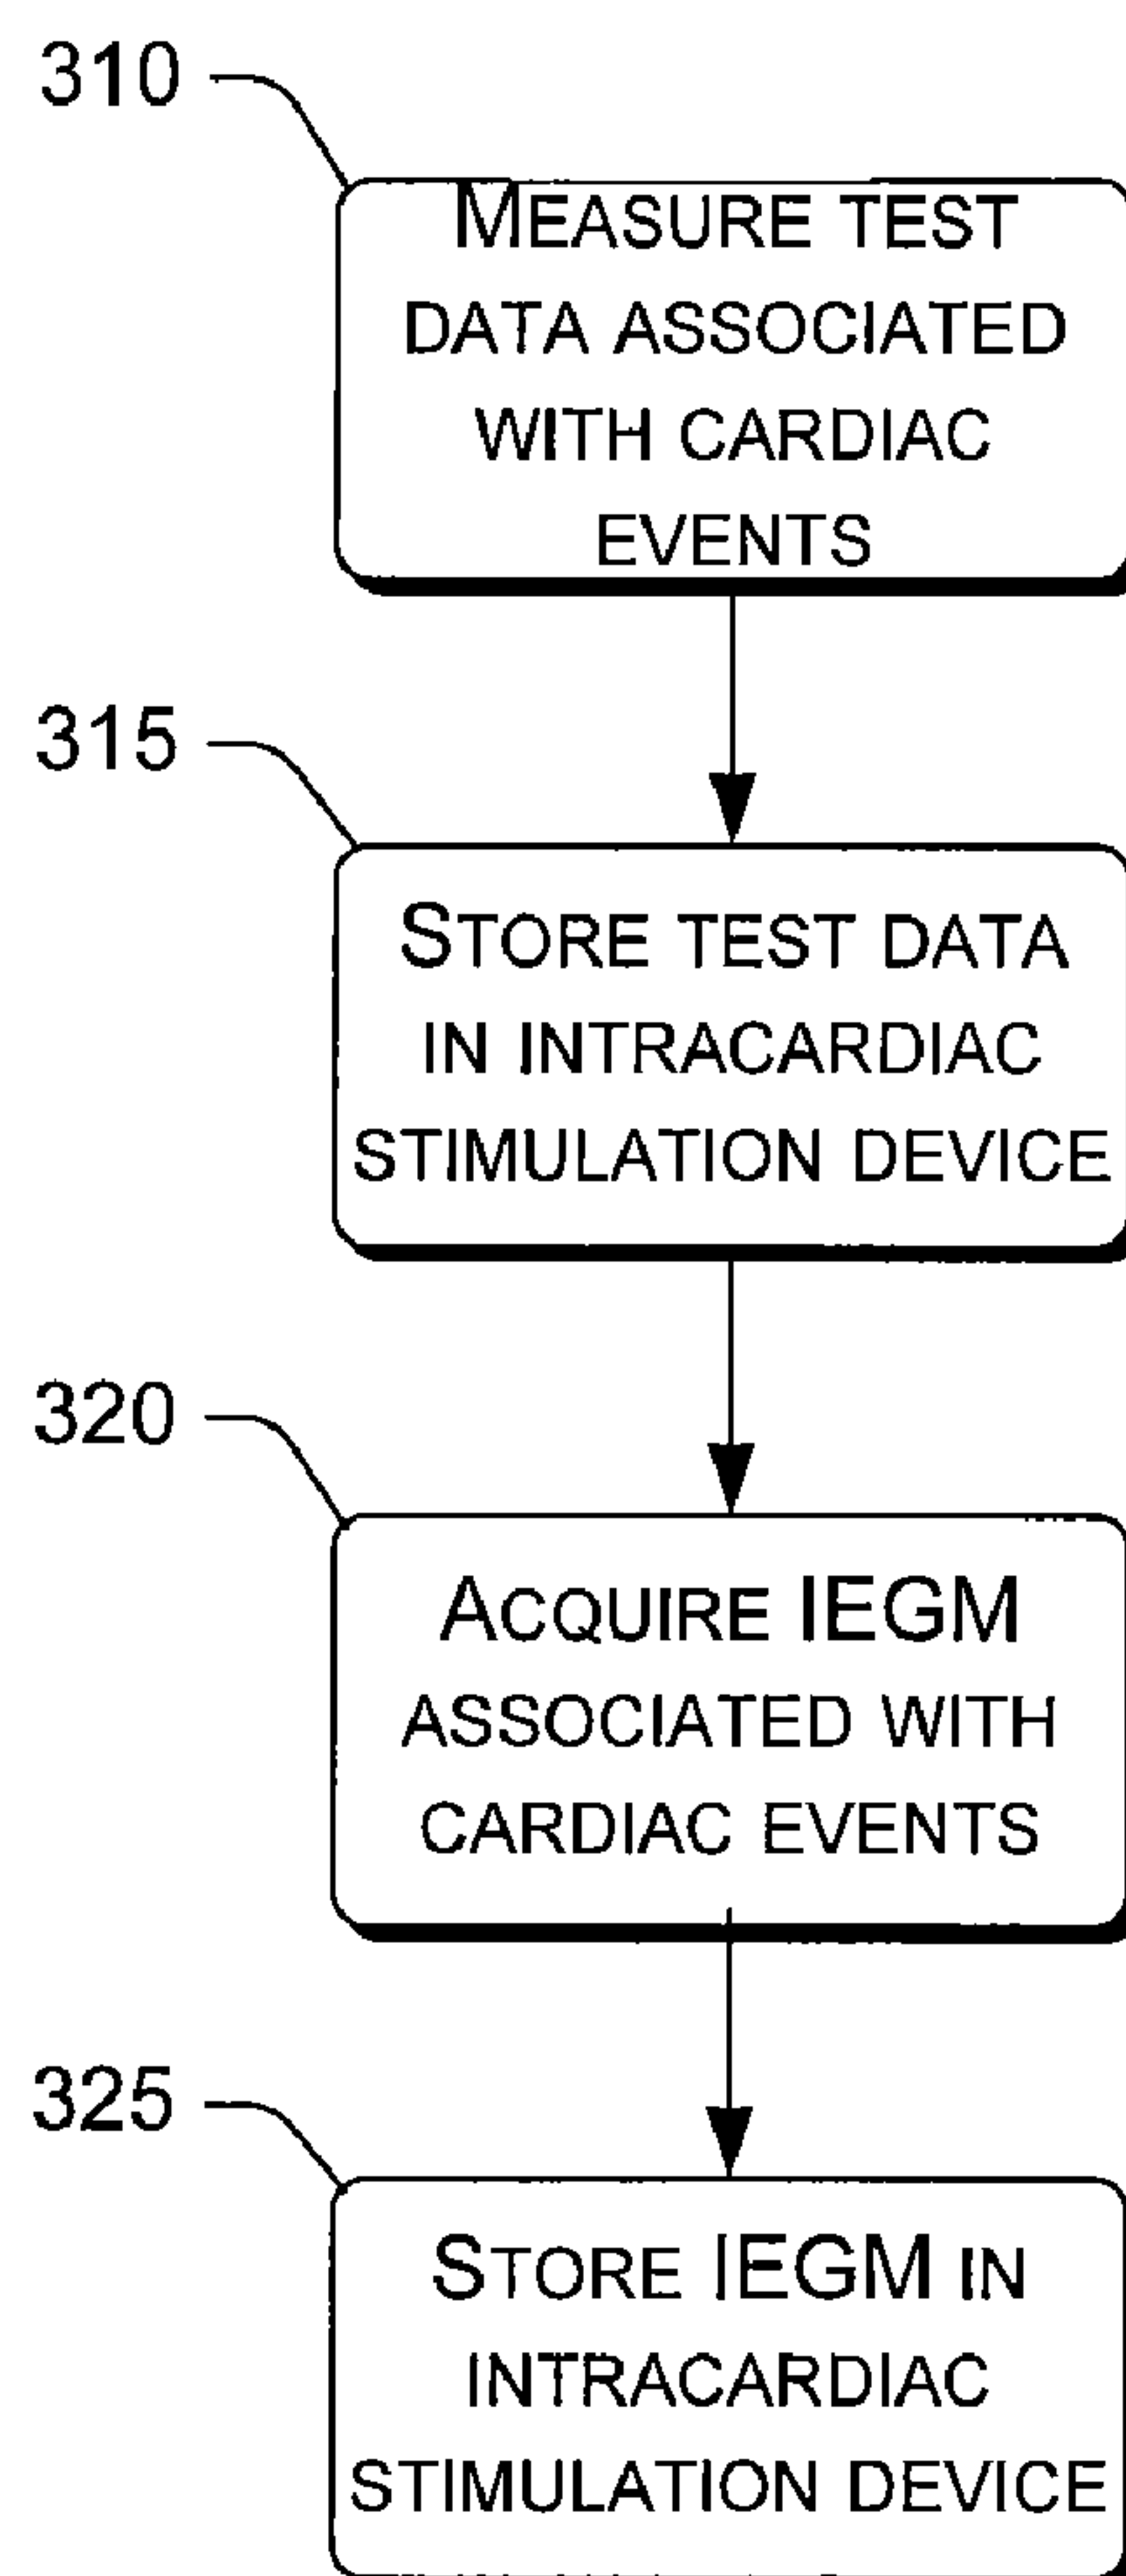 310
MEASURE TEST
DATA ASSOCIATED
WITH CARDIAC
EVENTS
315
STORE TEST DATA
IN INTRACARDIAC
STIMULATION DEVICE
320
ACQUIRE IEGM
ASSOCIATED WITH
CARDIAC EVENTS
325
STORE IEGM IN
INTRACARDIAC
STIMULATION DEVICE